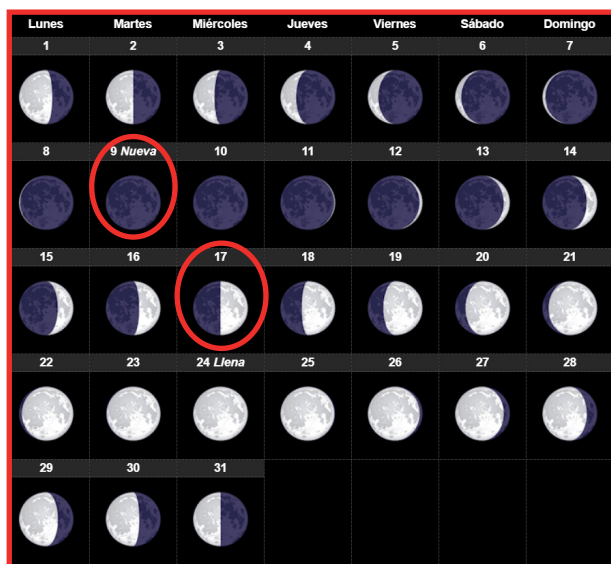 Lunes Martes Miércoles Jueves Viernes Sábado Domingo
1 2 3 4 5 6 7
8 9 Nueva 10 11 12 13 14
15 16 17 18 19 20 21
22 23 24 Llena 25 26 27 28
29 30 31